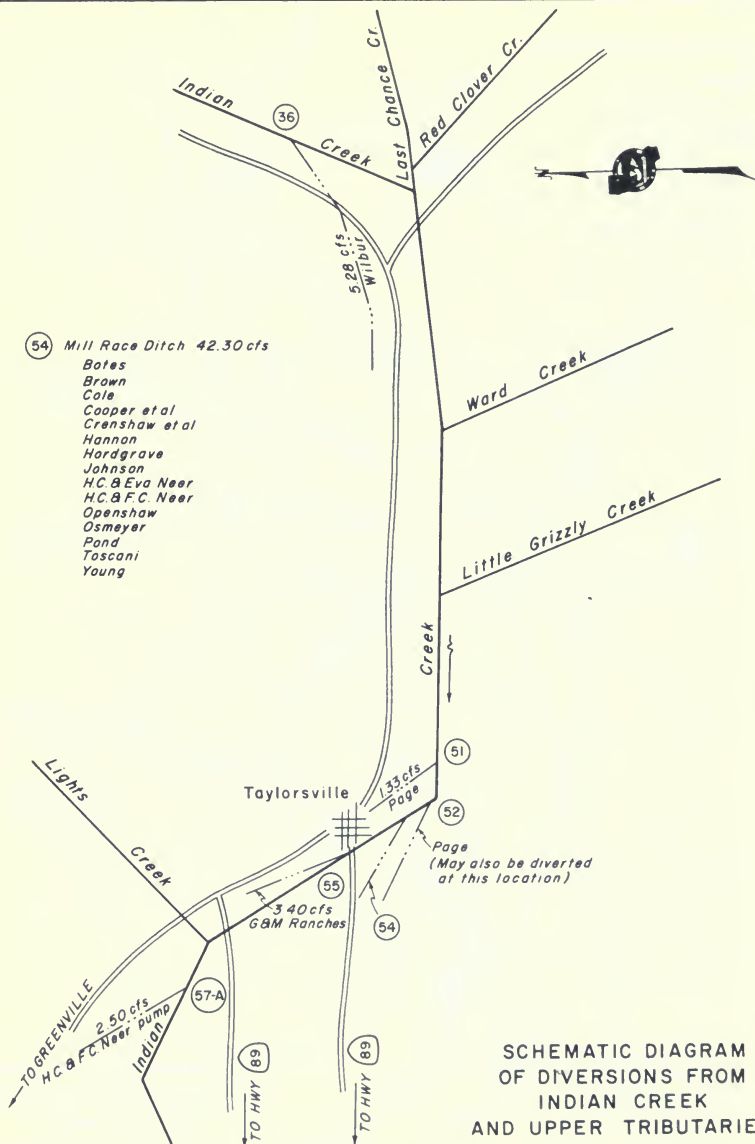 Last Chance Cr.
Red Clover Cr.
Indian Creek
36
5.28 cfs
Wilbur
54 Mill Race Ditch 42.30 cfs
Bates
Brown
Cole
Cooper et al
Crenshaw et al
Hannon
Hordgrave
Johnson
H.C. & Eva Neer
H.C. & F.C. Neer
Openshaw
Osmeyer
Pond
Toscani
Young
Ward Creek
Little Grizzly Creek
Creek
51
1.33 cfs
Page
Taylorsville
52
Page
(May also be diverted
at this location)
Lights Creek
55
54
3.40 cfs
G&M Ranches
57-A
2.50 cfs
H.C. & F.C. Neer pump
TO GREENVILLE
Indian
TO HWY 89
TO HWY 89
SCHEMATIC DIAGRAM
OF DIVERSIONS FROM
INDIAN CREEK
AND UPPER TRIBUTARIE